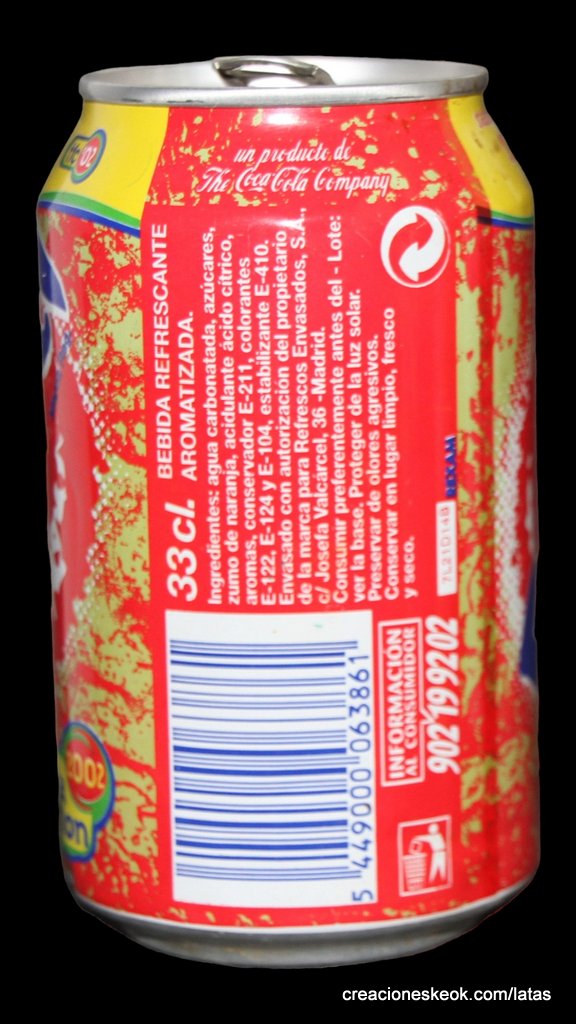 un producto de
The Coca-Cola Company
BEBIDA REFRESCANTE
33 cl. AROMATIZADA.
Ingredientes: agua carbonatada, azúcares,
zumo de naranja, acidulante ácido cítrico,
aromas, conservador E-211, colorantes
E-122, E-124 y E-104, estabilizante E-410.
Envasado con autorización del propietario
de la marca para Refrescos Envasados, S.A.,
c/ Josefa Valcárcel, 36 -Madrid.
Consumir preferentemente antes del - Lote:
ver la base. Proteger de la luz solar.
Preservar de olores agresivos.
Conservar en lugar limpio, fresco
y seco.
ZL21D14B REXAM
5 449000 063861
INFORMACIÓN
AL CONSUMIDOR
902 199 202
'02
2002
creacioneskeok.com/latas